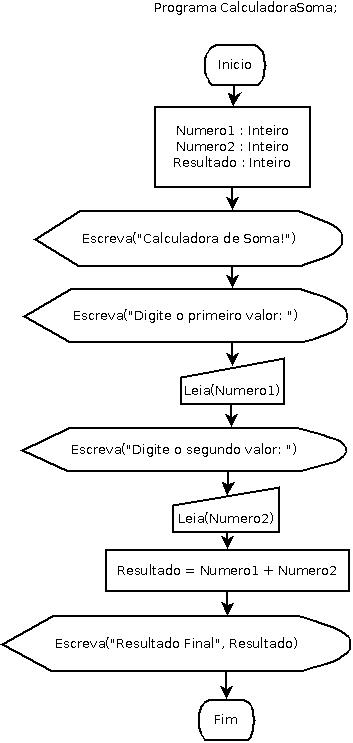 Programa CalculadoraSoma;
Inicio
Numero1 : Inteiro
Numero2 : Inteiro
Resultado : Inteiro
Escreva("Calculadora de Soma!")
Escreva("Digite o primeiro valor: ")
Leia(Numero1)
Escreva("Digite o segundo valor: ")
Leia(Numero2)
Resultado = Numero1 + Numero2
Escreva("Resultado Final", Resultado)
Fim